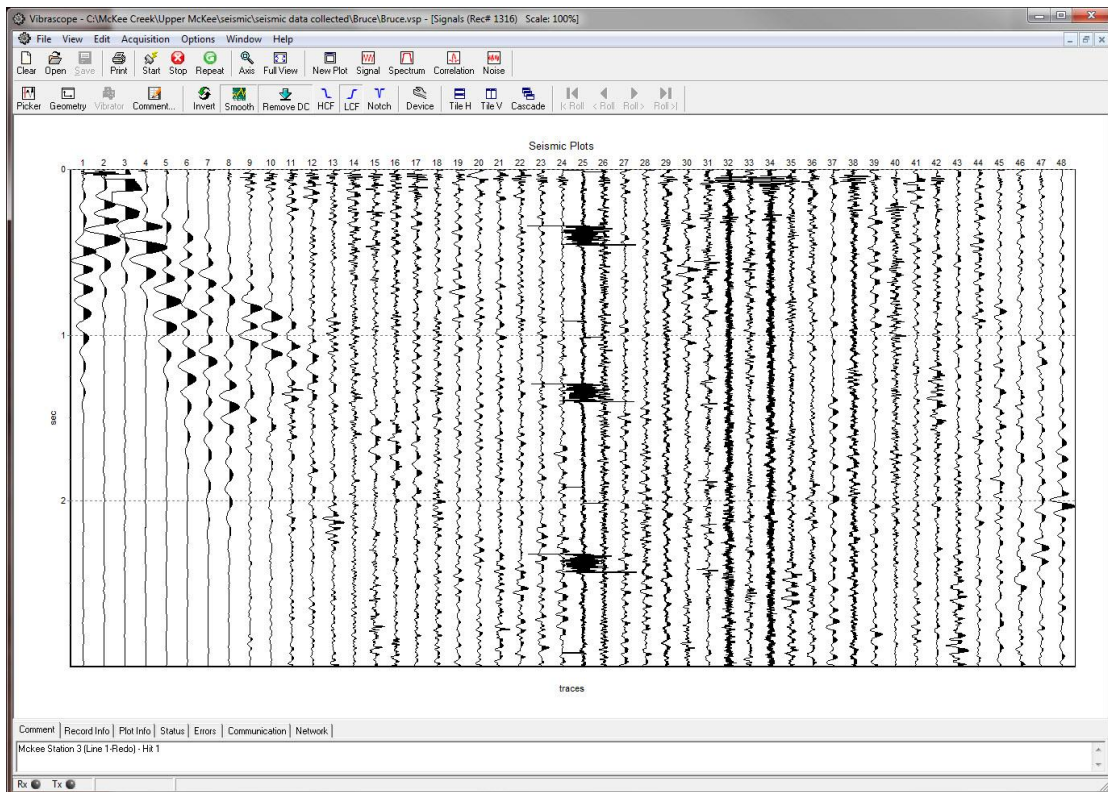 Vibrascope - C:\McKee Creek\Upper McKee\seismic\seismic data collected\Bruce\Bruce.vsp - [Signals (Rec# 1316) Scale: 100%]
File View Edit Acquisition Options Window Help
Clear Open Save Print Start Stop Repeat Axis Full View New Plot Signal Spectrum Correlation Noise
Picker Geometry Vibrator Comment... Invert Smooth Remove DC HCF LCF Notch Device Tile H Tile V Cascade |< Roll < Roll Roll > Roll >|
Seismic Plots
1 2 3 4 5 6 7 8 9 10 11 12 13 14 15 16 17 18 19 20 21 22 23 24 25 26 27 28 29 30 31 32 33 34 35 36 37 38 39 40 41 42 43 44 45 46 47 48
0
1
sec
2
traces
Comment Record Info Plot Info Status Errors Communication Network
Mckee Station 3 (Line 1-Redo) - Hit 1
Rx Tx